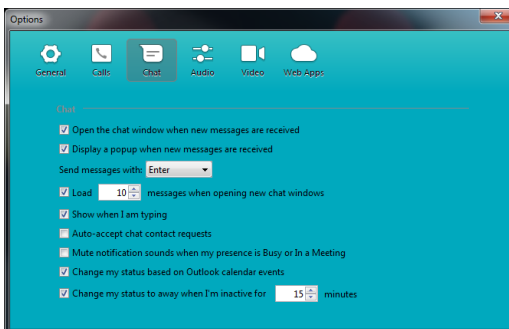 Options
General Calls Chat Audio Video Web Apps
Chat
Open the chat window when new messages are received
Display a popup when new messages are received
Send messages with: Enter
Load 10 messages when opening new chat windows
Show when I am typing
Auto-accept chat contact requests
Mute notification sounds when my presence is Busy or In a Meeting
Change my status based on Outlook calendar events
Change my status to away when I'm inactive for 15 minutes